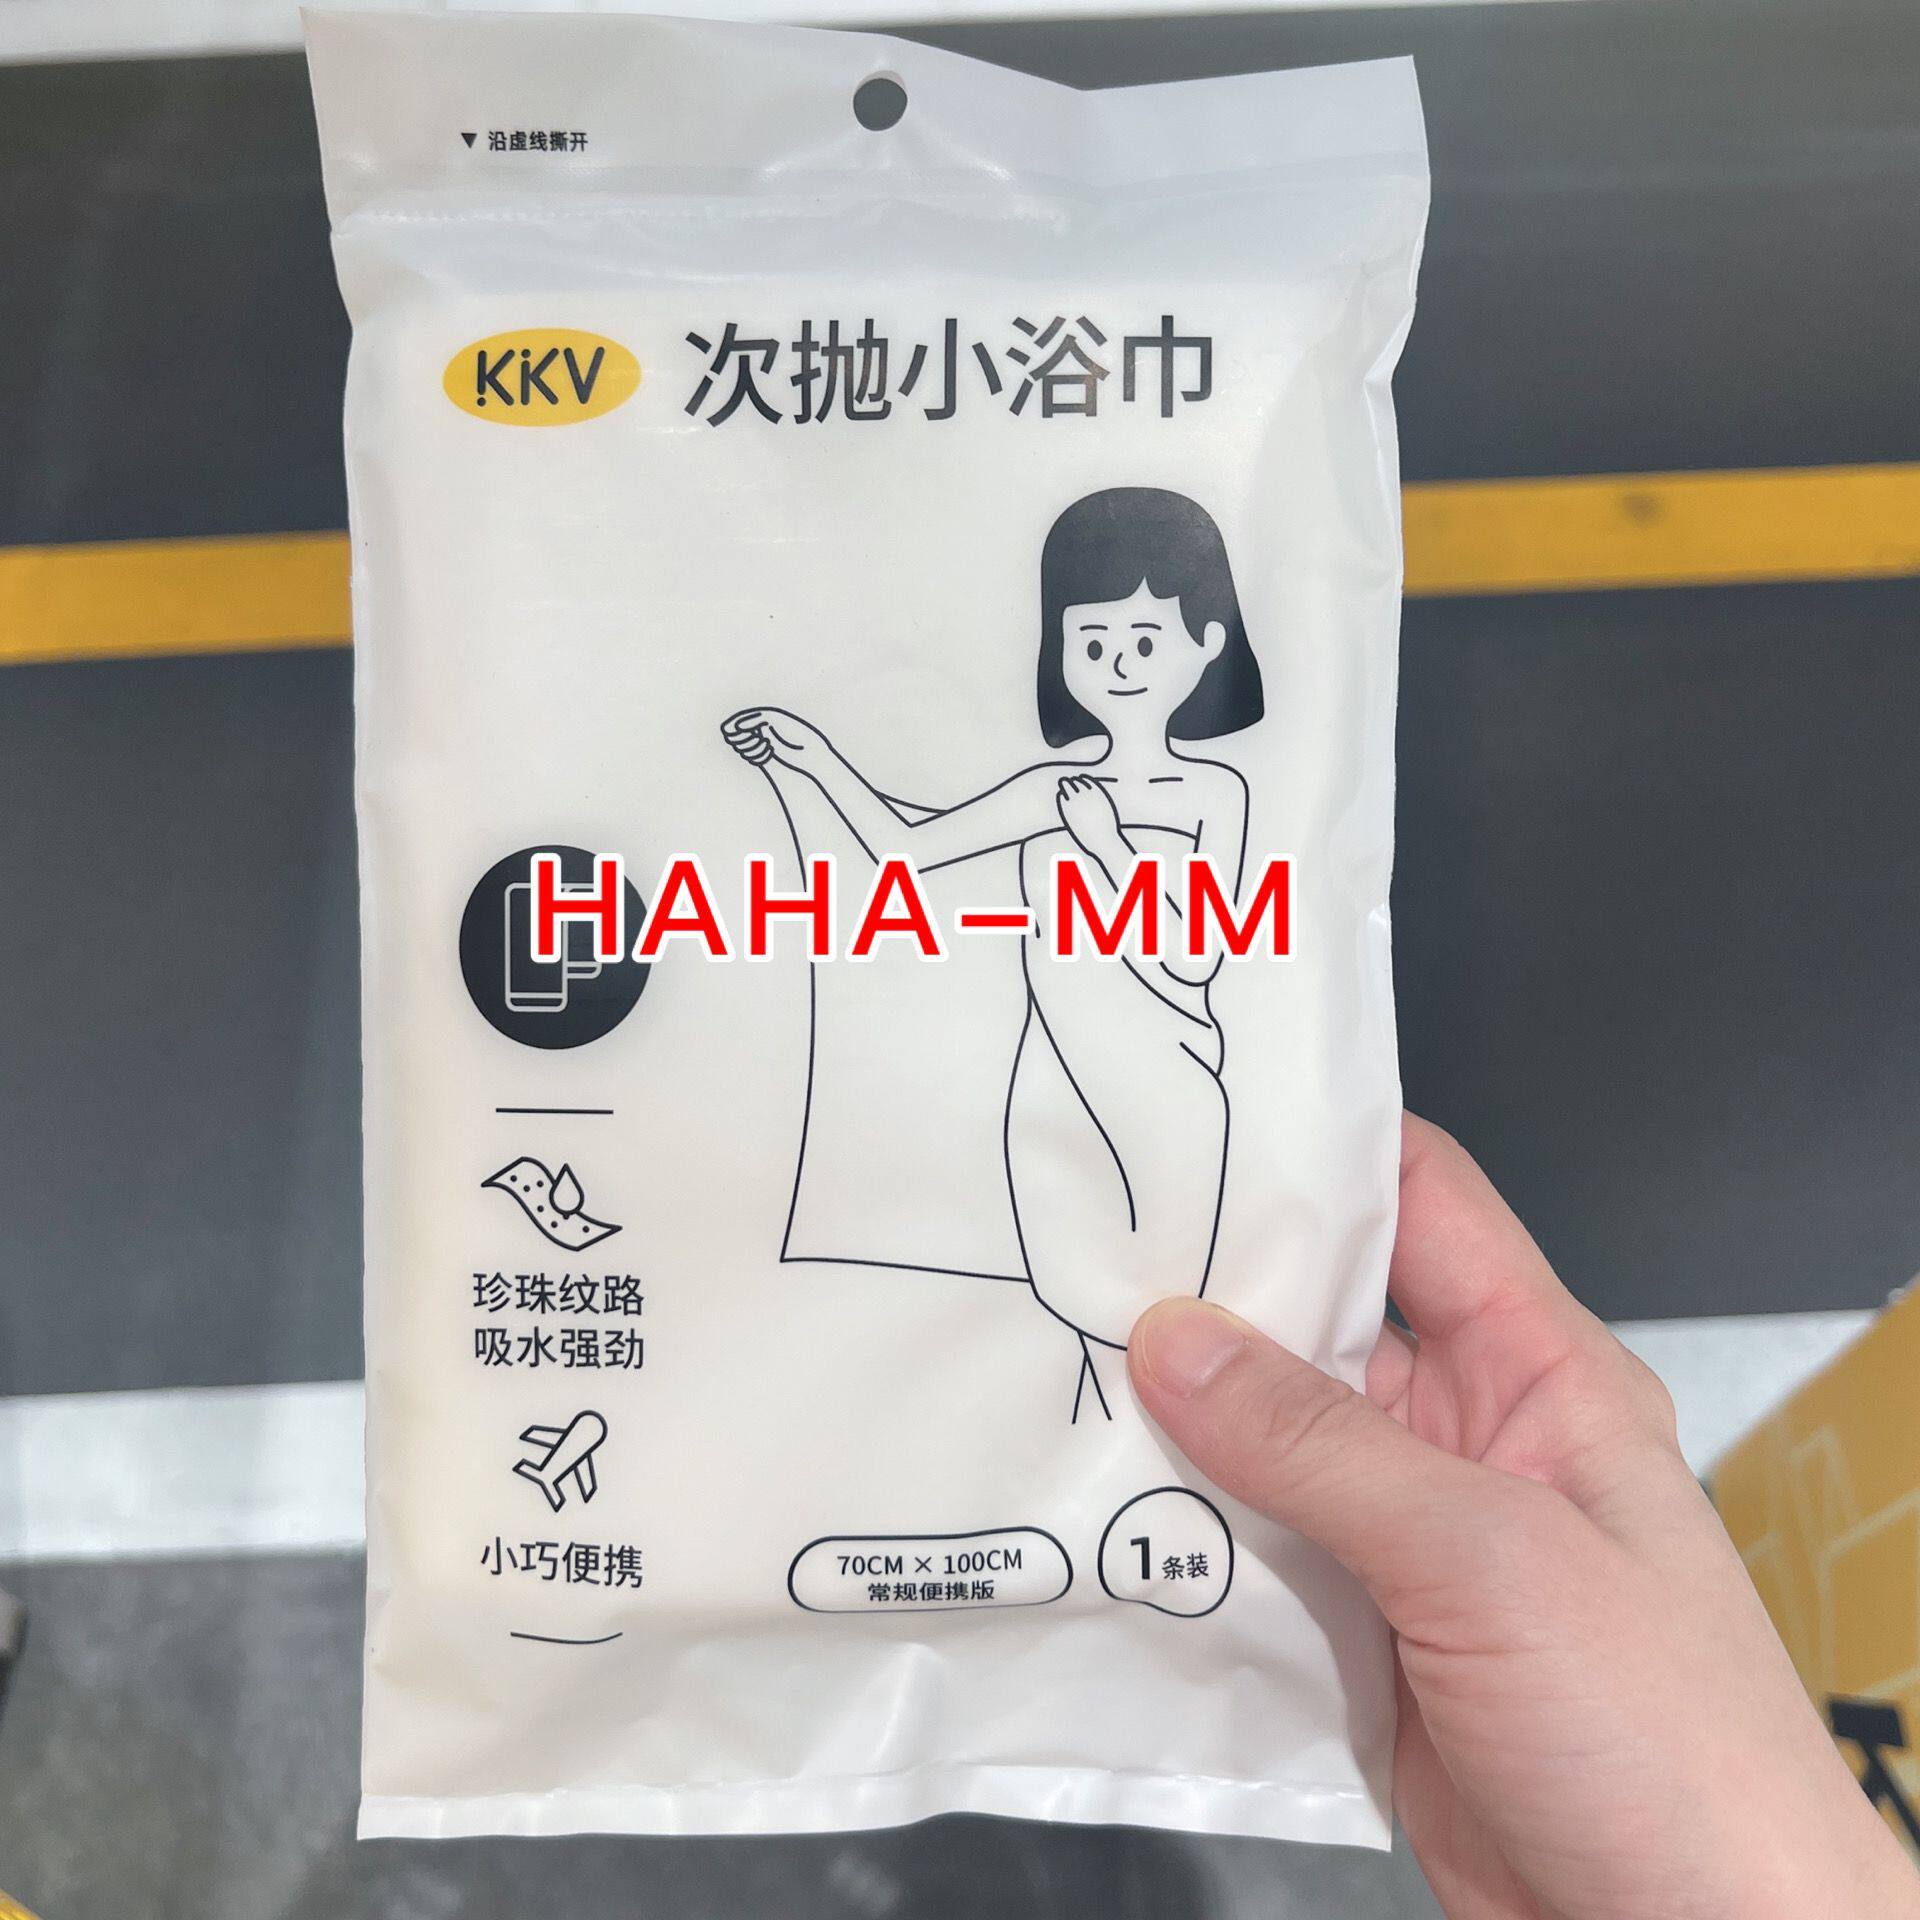 ▼ 沿虚线撕开
KKV 次抛小浴巾
HAHA-MM
珍珠纹路
吸水强劲
小巧便携
70CM × 100CM
常规便携版
1条装